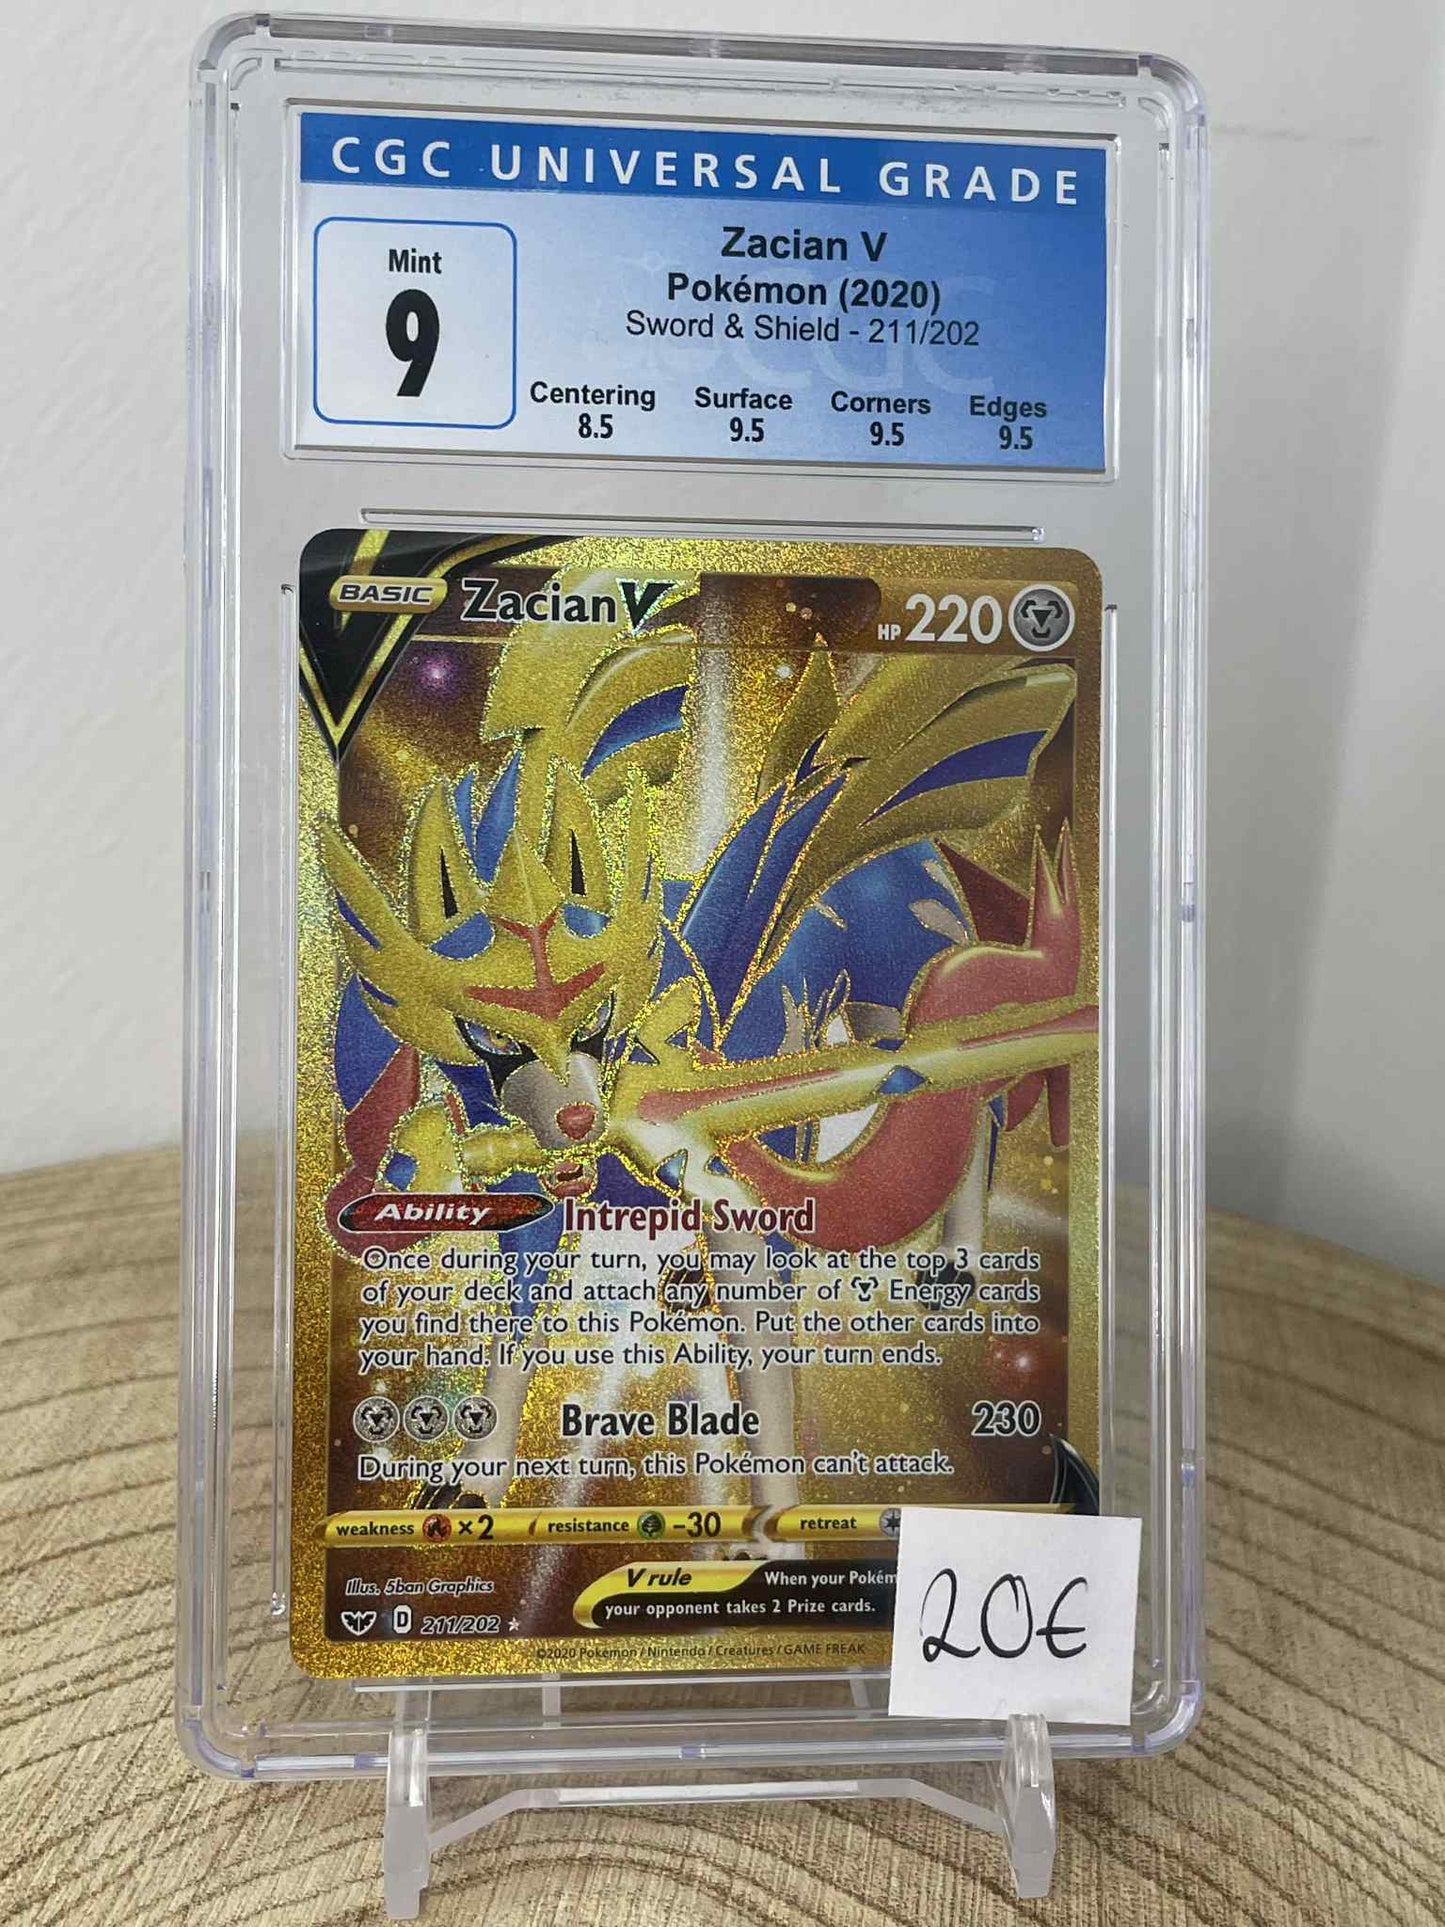 CGC UNIVERSAL GRADE
Mint
9
Zacian V
Pokémon (2020)
Sword & Shield - 211/202
Centering Surface Corners Edges
8.5 9.5 9.5 9.5
CGC
BASIC Zacian V HP 220
Ability Intrepid Sword
Once during your turn, you may look at the top 3 cards
of your deck and attach any number of Energy cards
you find there to this Pokémon. Put the other cards into
your hand. If you use this Ability, your turn ends.
Brave Blade 230
During your next turn, this Pokémon can't attack.
weakness ×2 resistance -30 retreat
Illus. 5ban Graphics
V rule When your Pokém
your opponent takes 2 Prize cards.
D 211/202
©2020 Pokémon / Nintendo / Creatures / GAME FREAK
20€